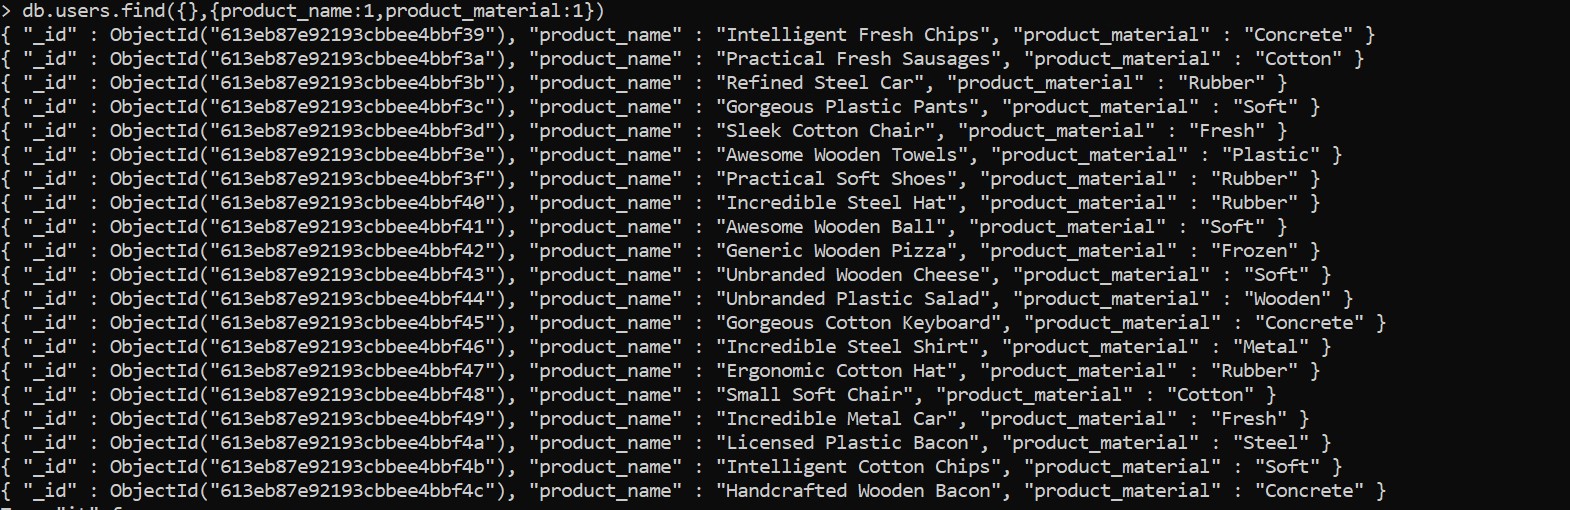 > db.users.find({},{product_name:1,product_material:1})
{ "_id" : ObjectId("613eb87e92193cbbee4bbf39"), "product_name" : "Intelligent Fresh Chips", "product_material" : "Concrete" }
{ "_id" : ObjectId("613eb87e92193cbbee4bbf3a"), "product_name" : "Practical Fresh Sausages", "product_material" : "Cotton" }
{ "_id" : ObjectId("613eb87e92193cbbee4bbf3b"), "product_name" : "Refined Steel Car", "product_material" : "Rubber" }
{ "_id" : ObjectId("613eb87e92193cbbee4bbf3c"), "product_name" : "Gorgeous Plastic Pants", "product_material" : "Soft" }
{ "_id" : ObjectId("613eb87e92193cbbee4bbf3d"), "product_name" : "Sleek Cotton Chair", "product_material" : "Fresh" }
{ "_id" : ObjectId("613eb87e92193cbbee4bbf3e"), "product_name" : "Awesome Wooden Towels", "product_material" : "Plastic" }
{ "_id" : ObjectId("613eb87e92193cbbee4bbf3f"), "product_name" : "Practical Soft Shoes", "product_material" : "Rubber" }
{ "_id" : ObjectId("613eb87e92193cbbee4bbf40"), "product_name" : "Incredible Steel Hat", "product_material" : "Rubber" }
{ "_id" : ObjectId("613eb87e92193cbbee4bbf41"), "product_name" : "Awesome Wooden Ball", "product_material" : "Soft" }
{ "_id" : ObjectId("613eb87e92193cbbee4bbf42"), "product_name" : "Generic Wooden Pizza", "product_material" : "Frozen" }
{ "_id" : ObjectId("613eb87e92193cbbee4bbf43"), "product_name" : "Unbranded Wooden Cheese", "product_material" : "Soft" }
{ "_id" : ObjectId("613eb87e92193cbbee4bbf44"), "product_name" : "Unbranded Plastic Salad", "product_material" : "Wooden" }
{ "_id" : ObjectId("613eb87e92193cbbee4bbf45"), "product_name" : "Gorgeous Cotton Keyboard", "product_material" : "Concrete" }
{ "_id" : ObjectId("613eb87e92193cbbee4bbf46"), "product_name" : "Incredible Steel Shirt", "product_material" : "Metal" }
{ "_id" : ObjectId("613eb87e92193cbbee4bbf47"), "product_name" : "Ergonomic Cotton Hat", "product_material" : "Rubber" }
{ "_id" : ObjectId("613eb87e92193cbbee4bbf48"), "product_name" : "Small Soft Chair", "product_material" : "Cotton" }
{ "_id" : ObjectId("613eb87e92193cbbee4bbf49"), "product_name" : "Incredible Metal Car", "product_material" : "Fresh" }
{ "_id" : ObjectId("613eb87e92193cbbee4bbf4a"), "product_name" : "Licensed Plastic Bacon", "product_material" : "Steel" }
{ "_id" : ObjectId("613eb87e92193cbbee4bbf4b"), "product_name" : "Intelligent Cotton Chips", "product_material" : "Soft" }
{ "_id" : ObjectId("613eb87e92193cbbee4bbf4c"), "product_name" : "Handcrafted Wooden Bacon", "product_material" : "Concrete" }